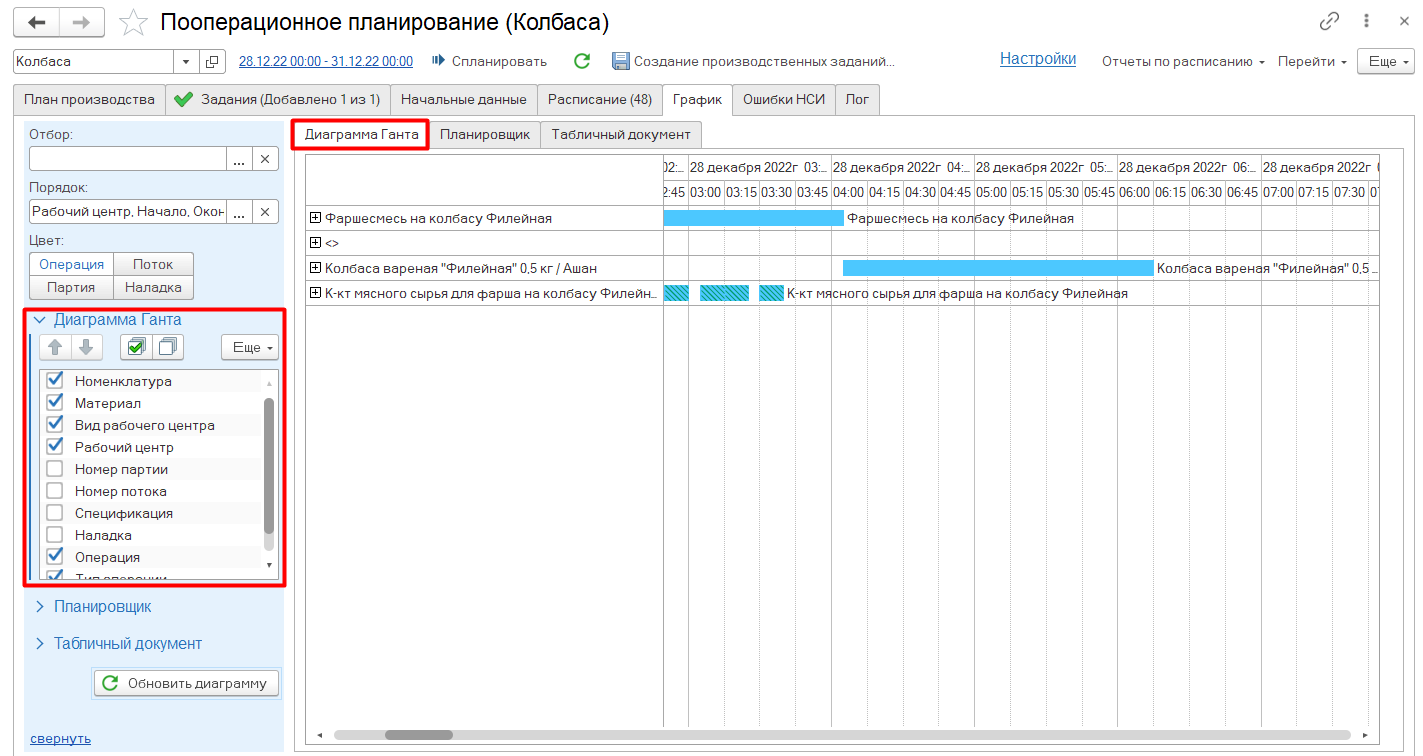 Пооперационное планирование (Колбаса)
Колбаса 28.12.22 00:00 - 31.12.22 00:00 Спланировать Создание производственных заданий... Настройки Отчеты по расписанию Перейти Еще
План производства Задания (Добавлено 1 из 1) Начальные данные Расписание (48) График Ошибки НСИ Лог
Отбор:
...
Порядок:
Рабочий центр, Начало, Окон ...
Цвет:
Операция Поток
Партия Наладка
Диаграмма Ганта
Еще
Номенклатура
Материал
Вид рабочего центра
Рабочий центр
Номер партии
Номер потока
Спецификация
Наладка
Операция
Тип операции
Планировщик
Табличный документ
Обновить диаграмму
свернуть
Диаграмма Ганта Планировщик Табличный документ
02:... 28 декабря 2022г 03:... 28 декабря 2022г 04:... 28 декабря 2022г 05:... 28 декабря 2022г 06:... 28 декабря 2022г 0
2:45 03:00 03:15 03:30 03:45 04:00 04:15 04:30 04:45 05:00 05:15 05:30 05:45 06:00 06:15 06:30 06:45 07:00 07:15 07:30 07
Фаршесмесь на колбасу Филейная Фаршесмесь на колбасу Филейная
<>
Колбаса вареная "Филейная" 0,5 кг / Ашан Колбаса вареная "Филейная" 0,5 ...
К-кт мясного сырья для фарша на колбасу Филейн... К-кт мясного сырья для фарша на колбасу Филейная